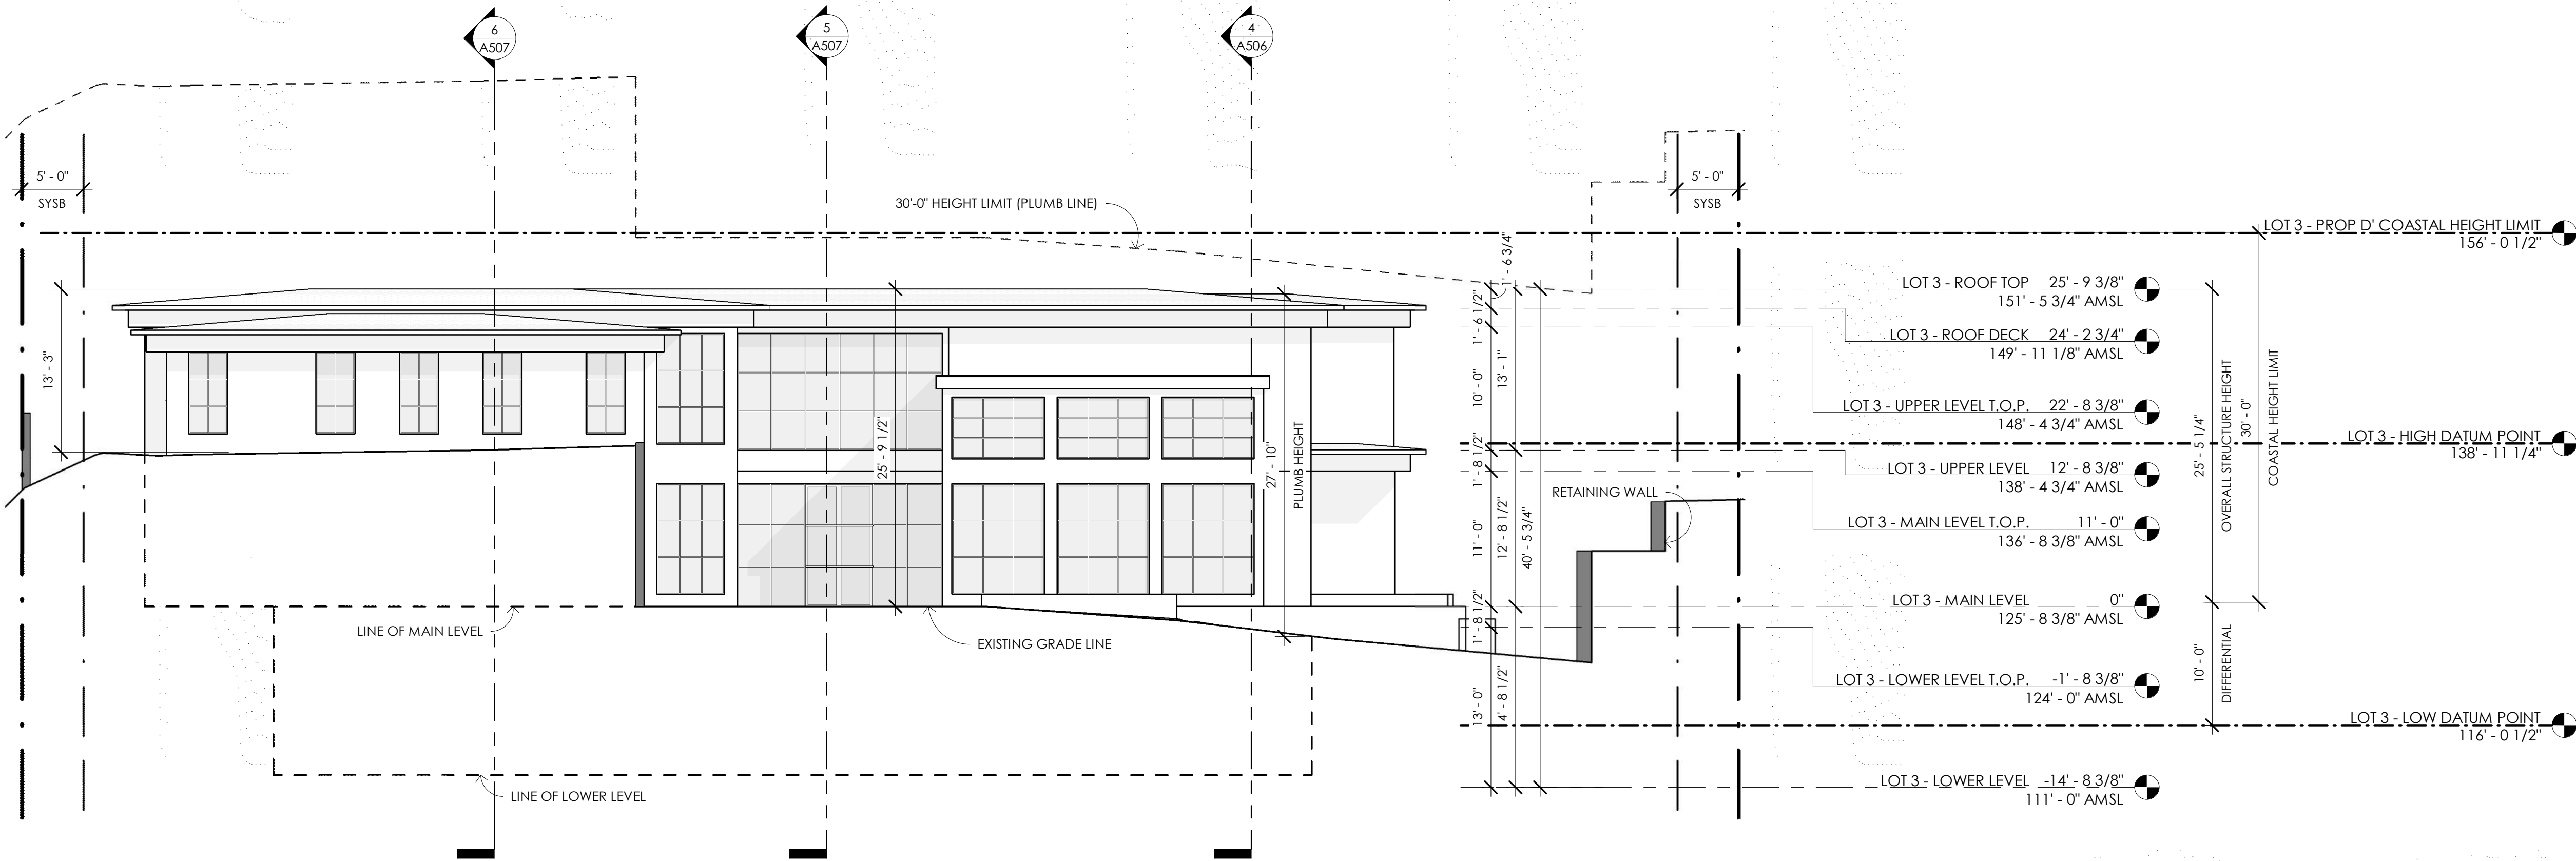 6
A507
5
A507
4
A506
5' - 0"
SYSB
30'-0" HEIGHT LIMIT (PLUMB LINE)
5' - 0"
SYSB
LOT 3 - PROP D' COASTAL HEIGHT LIMIT
156' - 0 1/2"
1' - 6 3/4"
LOT 3 - ROOF TOP 25' - 9 3/8"
151' - 5 3/4" AMSL
1' - 6 1/2"
LOT 3 - ROOF DECK 24' - 2 3/4"
149' - 11 1/8" AMSL
13' - 3"
10' - 0"
13' - 1"
LOT 3 - UPPER LEVEL T.O.P. 22' - 8 3/8"
148' - 4 3/4" AMSL
25' - 5 1/4"
OVERALL STRUCTURE HEIGHT
30' - 0"
COASTAL HEIGHT LIMIT
25' - 9 1/2"
27' - 10"
PLUMB HEIGHT
1' - 8 1/2"
LOT 3 - HIGH DATUM POINT
138' - 11 1/4"
LOT 3 - UPPER LEVEL 12' - 8 3/8"
138' - 4 3/4" AMSL
RETAINING WALL
11' - 0"
12' - 8 1/2"
40' - 5 3/4"
LOT 3 - MAIN LEVEL T.O.P. 11' - 0"
136' - 8 3/8" AMSL
LOT 3 - MAIN LEVEL 0"
125' - 8 3/8" AMSL
1' - 8 1/2"
LINE OF MAIN LEVEL
EXISTING GRADE LINE
10' - 0"
DIFFERENTIAL
13' - 0"
4' - 8 1/2"
LOT 3 - LOWER LEVEL T.O.P. -1' - 8 3/8"
124' - 0" AMSL
LOT 3 - LOW DATUM POINT
116' - 0 1/2"
LINE OF LOWER LEVEL
LOT 3 - LOWER LEVEL -14' - 8 3/8"
111' - 0" AMSL